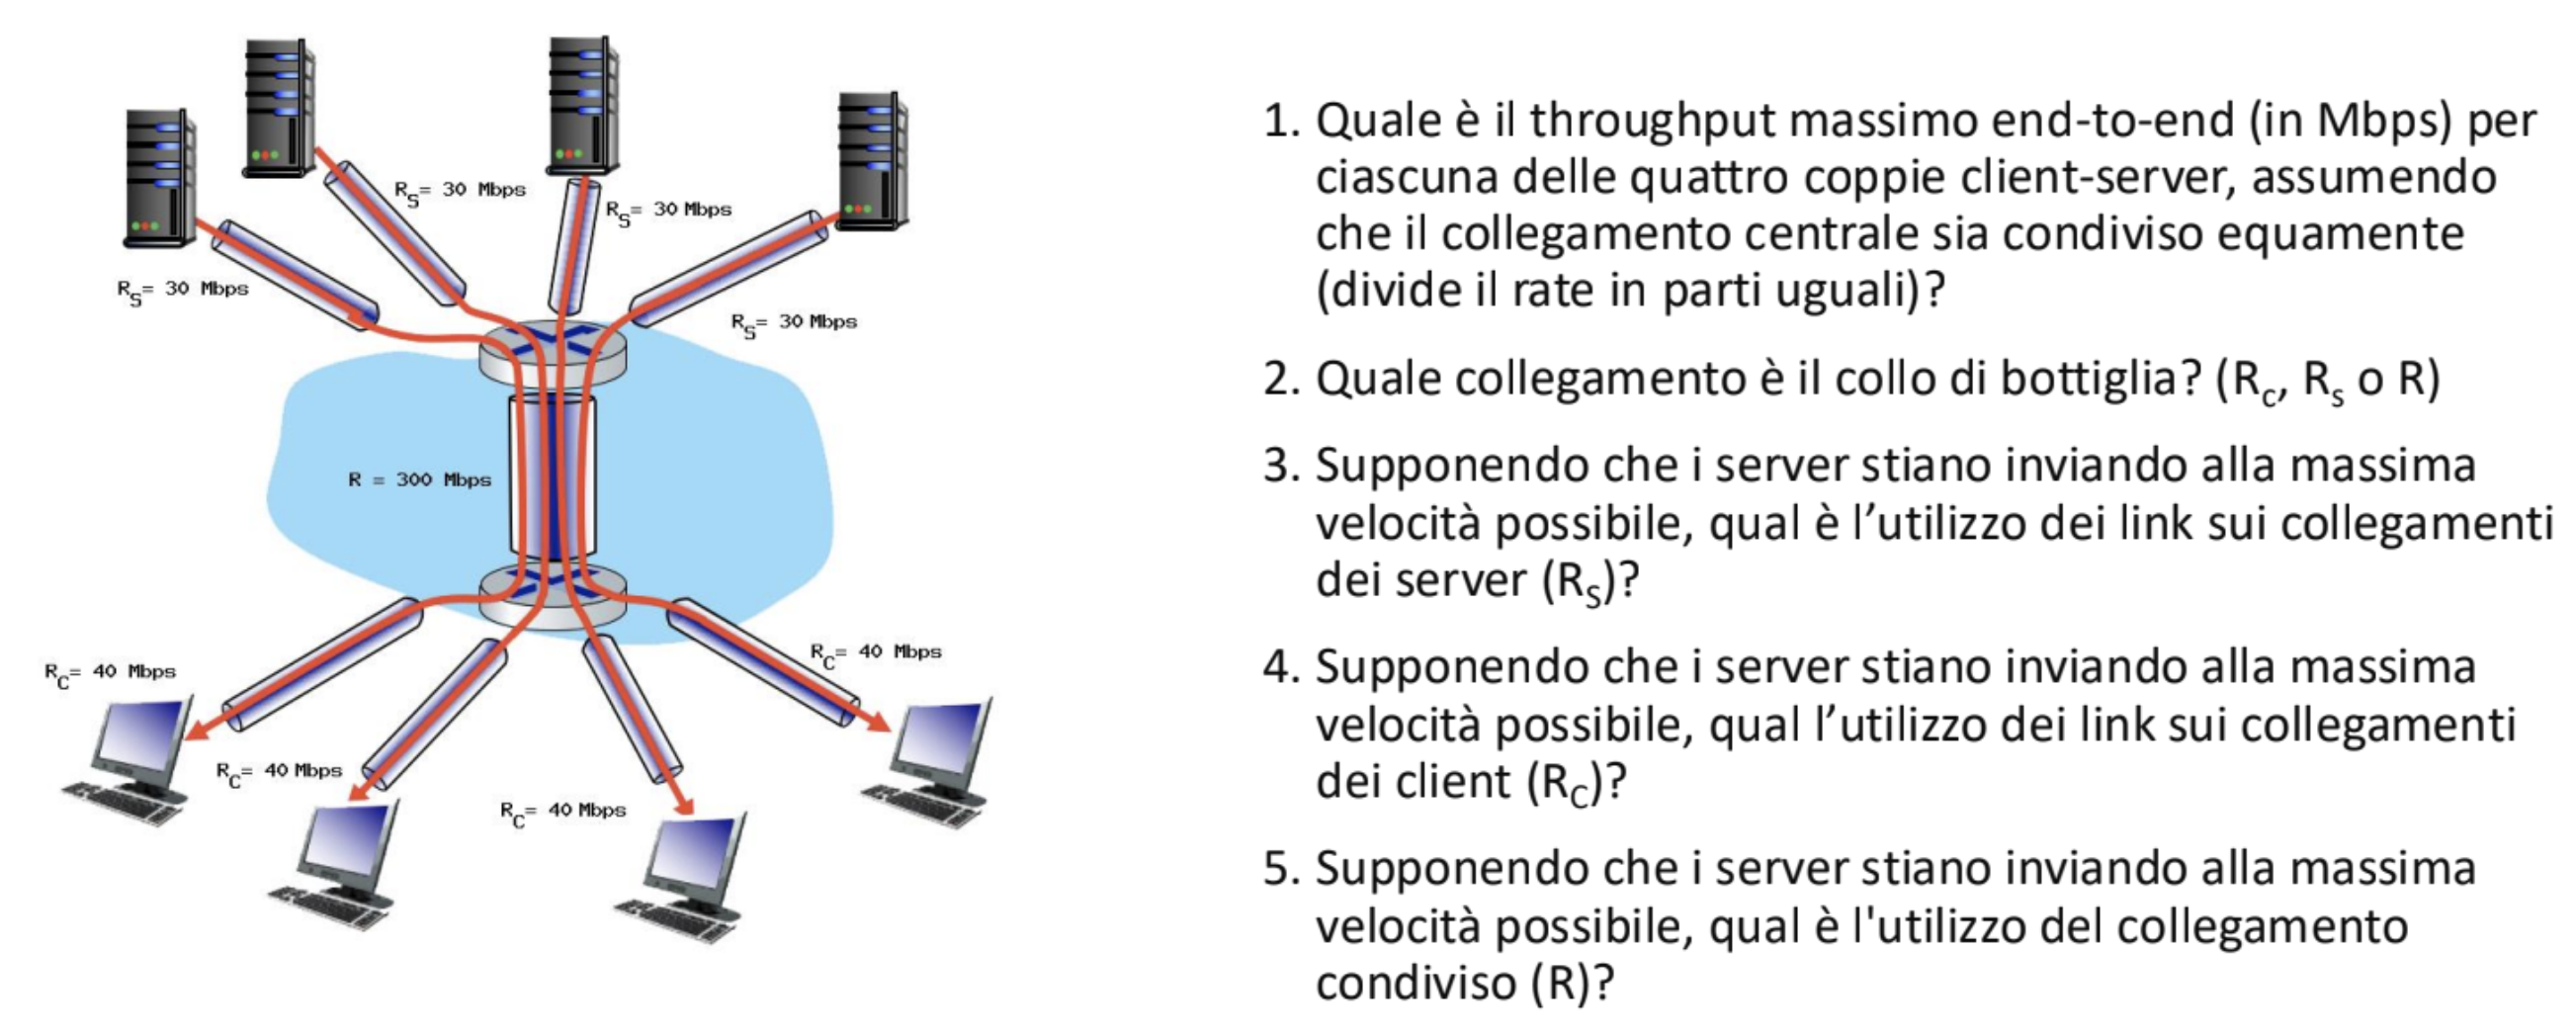 R_S= 30 Mbps
R_S= 30 Mbps
R_S= 30 Mbps
R_S= 30 Mbps
R = 300 Mbps
R_C= 40 Mbps
R_C= 40 Mbps
R_C= 40 Mbps
R_C= 40 Mbps
1. Quale è il throughput massimo end-to-end (in Mbps) per
ciascuna delle quattro coppie client-server, assumendo
che il collegamento centrale sia condiviso equamente
(divide il rate in parti uguali)?
2. Quale collegamento è il collo di bottiglia? (R_c, R_s o R)
3. Supponendo che i server stiano inviando alla massima
velocità possibile, qual è l’utilizzo dei link sui collegamenti
dei server (R_S)?
4. Supponendo che i server stiano inviando alla massima
velocità possibile, qual l’utilizzo dei link sui collegamenti
dei client (R_C)?
5. Supponendo che i server stiano inviando alla massima
velocità possibile, qual è l'utilizzo del collegamento
condiviso (R)?